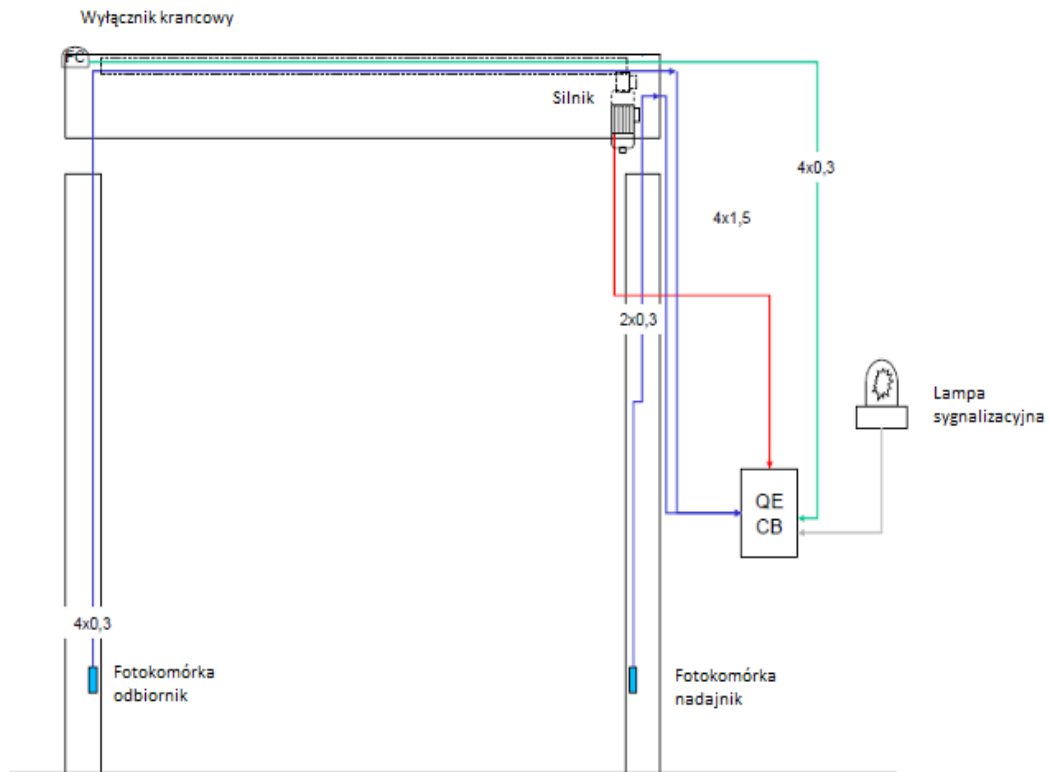 Wyłącznik krancowy
FC
Silnik
4x0,3
4x1,5
2x0,3
Lampa
sygnalizacyjna
QE
CB
4x0,3
Fotokomórka
odbiornik
Fotokomórka
nadajnik